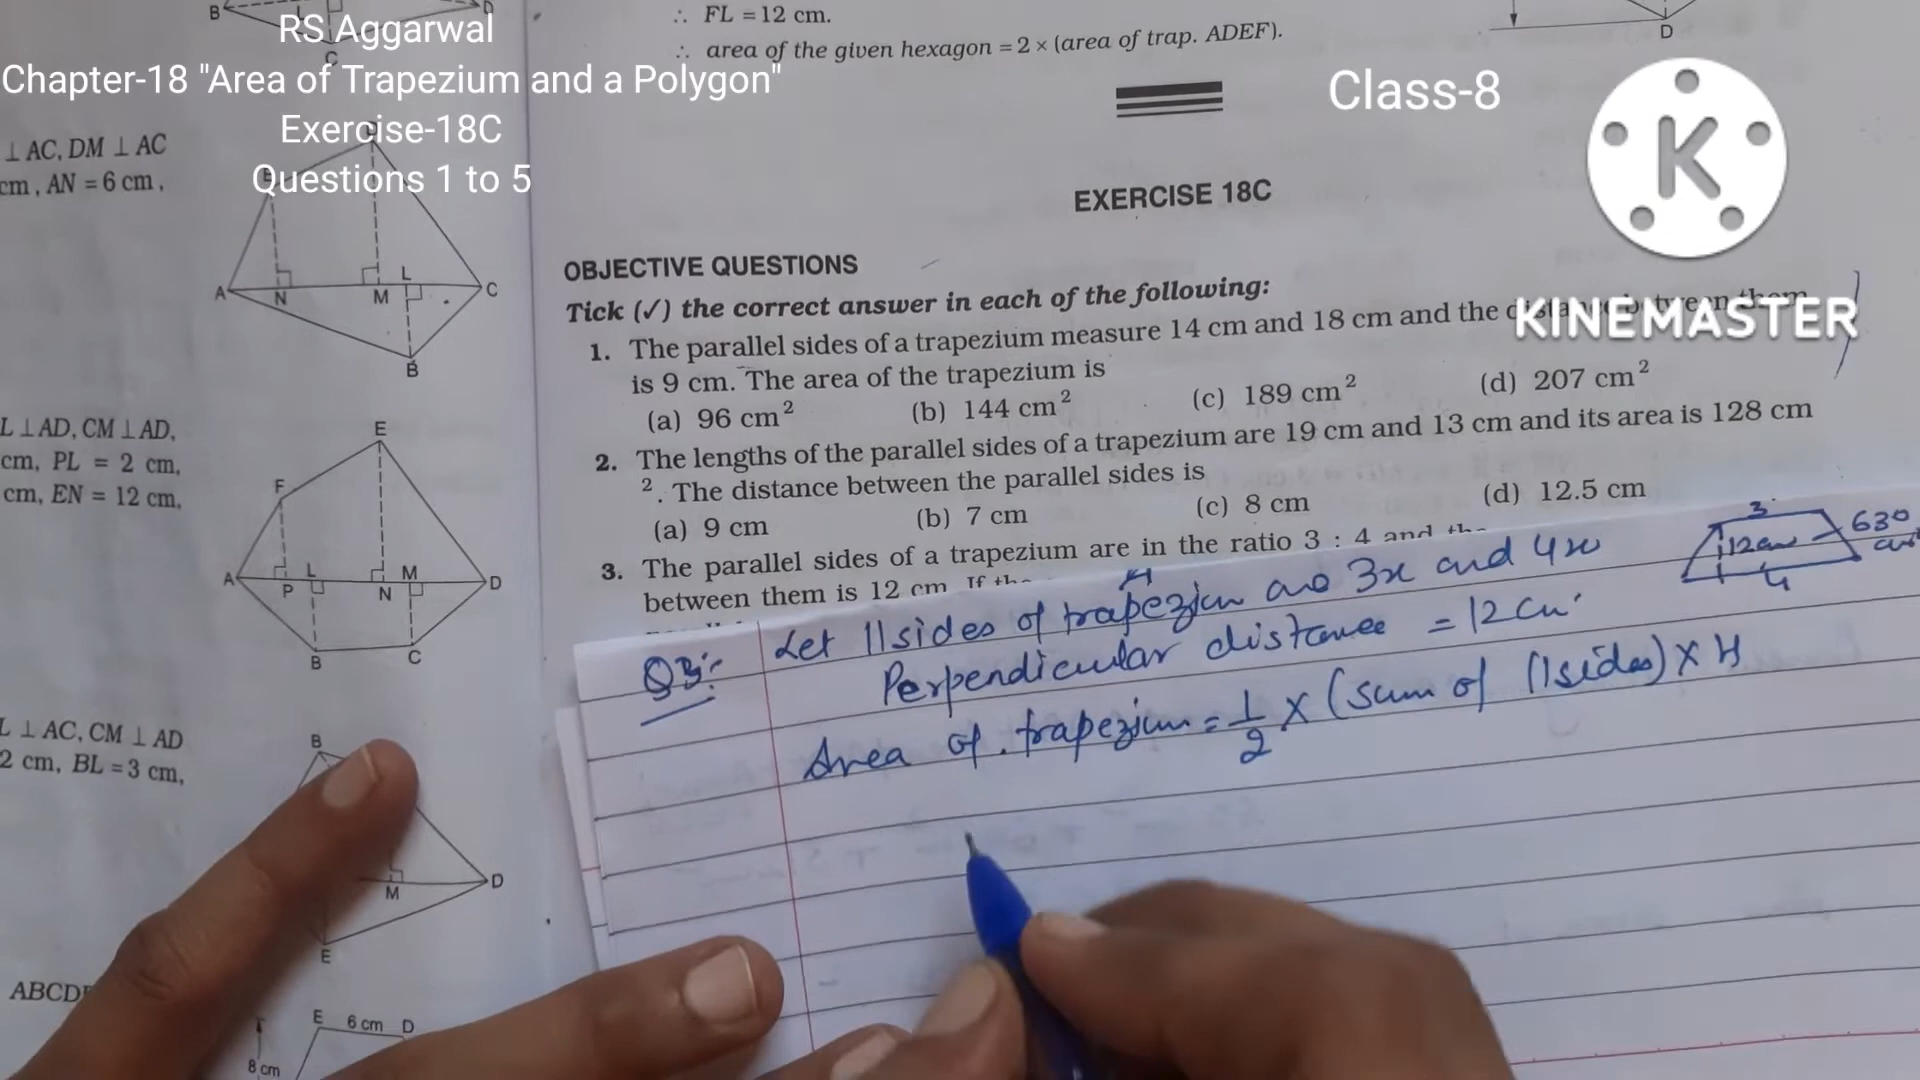 B
D
C
RS Aggarwal
Chapter-18 "Area of Trapezium and a Polygon"
Exercise-18C
Questions 1 to 5
Class-8
K
KINEMASTER
∴ FL = 12 cm.
∴ area of the given hexagon = 2 × (area of trap. ADEF).
D
⊥ AC, DM ⊥ AC
cm, AN = 6 cm,
A
N
M
L
C
B
L ⊥ AD, CM ⊥ AD,
cm, PL = 2 cm,
cm, EN = 12 cm,
E
F
A
P
L
N
M
D
B
C
L ⊥ AC, CM ⊥ AD
2 cm, BL = 3 cm,
B
M
D
E
ABCD
E 6 cm D
8 cm
EXERCISE 18C
OBJECTIVE QUESTIONS
Tick (✓) the correct answer in each of the following:
1. The parallel sides of a trapezium measure 14 cm and 18 cm and the distance between them
is 9 cm. The area of the trapezium is
(a) 96 cm² (b) 144 cm² (c) 189 cm² (d) 207 cm²
2. The lengths of the parallel sides of a trapezium are 19 cm and 13 cm and its area is 128 cm
². The distance between the parallel sides is
(a) 9 cm (b) 7 cm (c) 8 cm (d) 12.5 cm
3. The parallel sides of a trapezium are in the ratio 3 : 4 and
between them is 12 cm. If
3
12cm
630
4
Q3:- Let ||sides of trapezium are 3x and 4x
Perpendicular distance = 12 cm
Area of trapezium = 1/2 × (sum of ||sides) × H